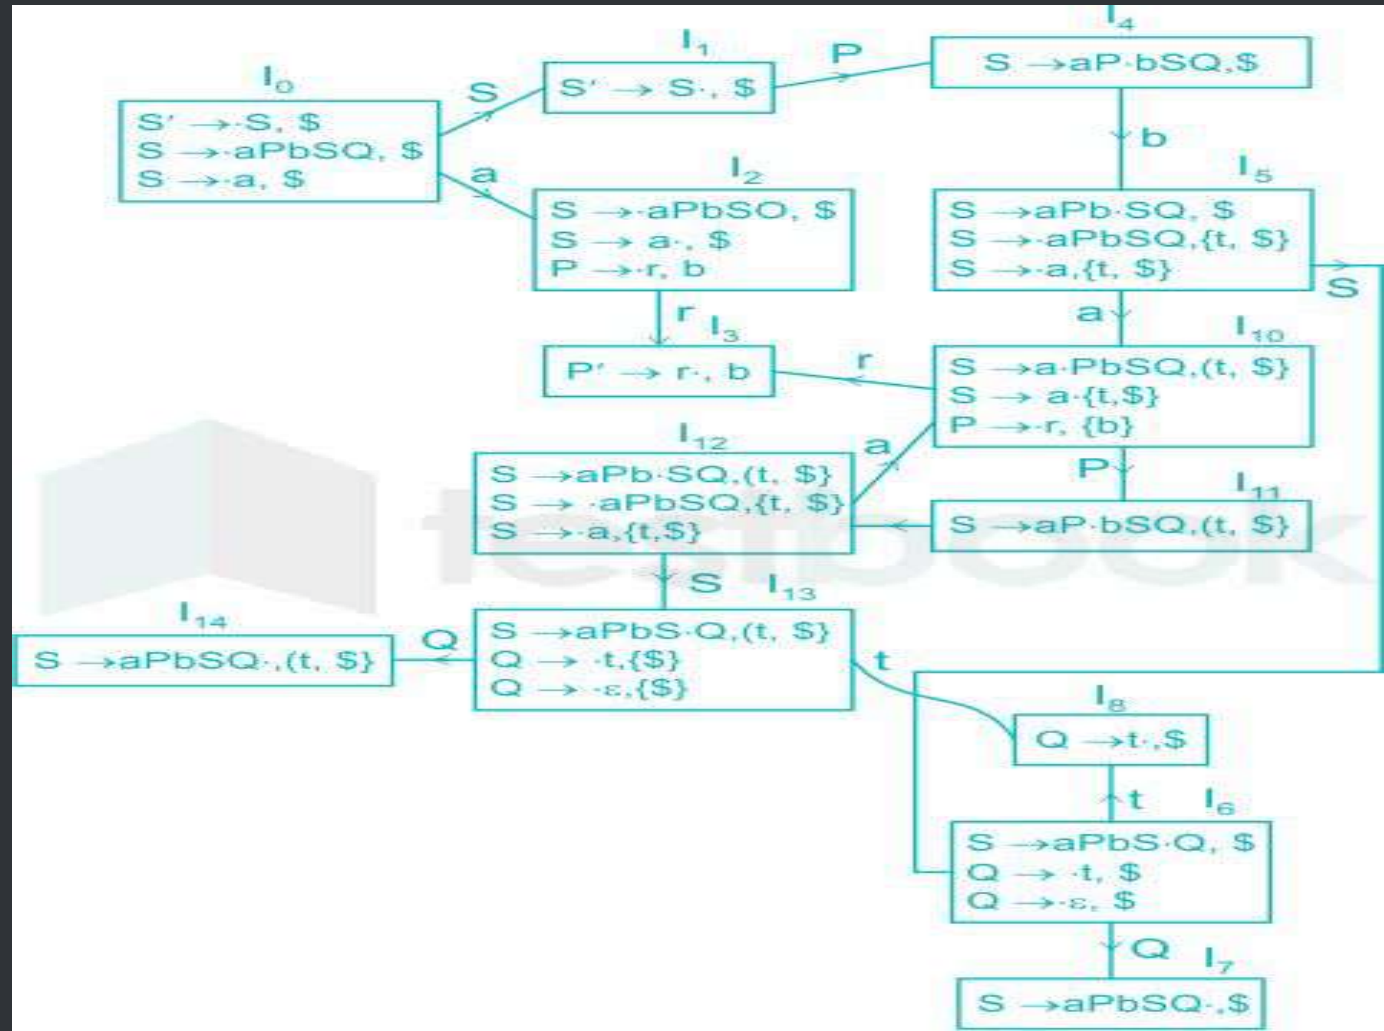 I₀
S' →·S, $
S →·aPbSQ, $
S →·a, $
S
a
I₁
S' → S·, $
P
I₄
S →aP·bSQ,$
b
I₂
S →·aPbSO, $
S → a·, $
P →·r, b
I₅
S →aPb·SQ, $
S →·aPbSQ,{t, $}
S →·a,{t, $}
S
r
I₃
P' → r·, b
r
a
I₁₀
S →a·PbSQ,(t, $}
S → a·{t,$}
P →·r, {b}
I₁₂
S →aPb·SQ,(t, $}
S → ·aPbSQ,{t, $}
S →·a,{t,$}
a
P
I₁₁
S →aP·bSQ,(t, $}
testbook
S
I₁₃
S →aPbS·Q,(t, $}
Q → ·t,{$}
Q → ·ε,{$}
Q
I₁₄
S →aPbSQ·,(t, $}
t
I₈
Q →t·,$
t
I₆
S →aPbS·Q, $
Q → ·t, $
Q →·ε, $
Q
I₇
S →aPbSQ·,$